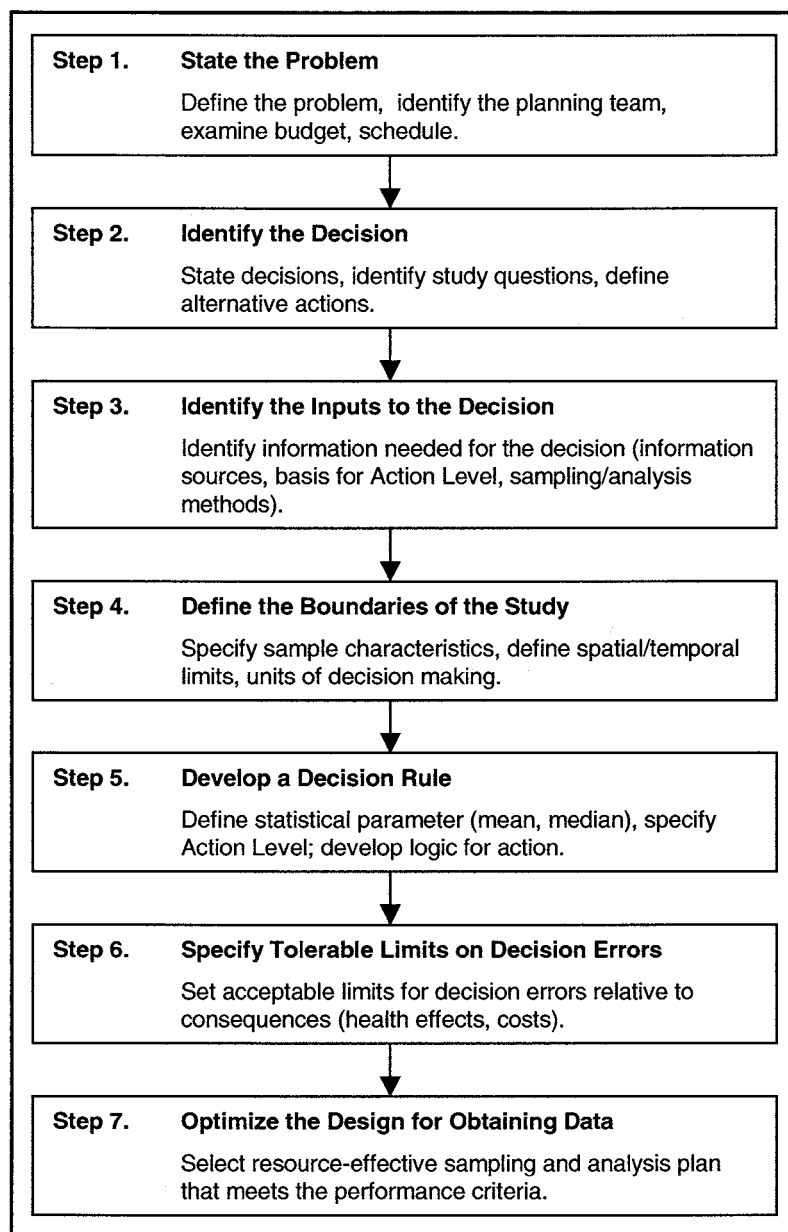 Step 1. State the Problem
Define the problem, identify the planning team,
examine budget, schedule.
Step 2. Identify the Decision
State decisions, identify study questions, define
alternative actions.
Step 3. Identify the Inputs to the Decision
Identify information needed for the decision (information
sources, basis for Action Level, sampling/analysis
methods).
Step 4. Define the Boundaries of the Study
Specify sample characteristics, define spatial/temporal
limits, units of decision making.
Step 5. Develop a Decision Rule
Define statistical parameter (mean, median), specify
Action Level; develop logic for action.
Step 6. Specify Tolerable Limits on Decision Errors
Set acceptable limits for decision errors relative to
consequences (health effects, costs).
Step 7. Optimize the Design for Obtaining Data
Select resource-effective sampling and analysis plan
that meets the performance criteria.